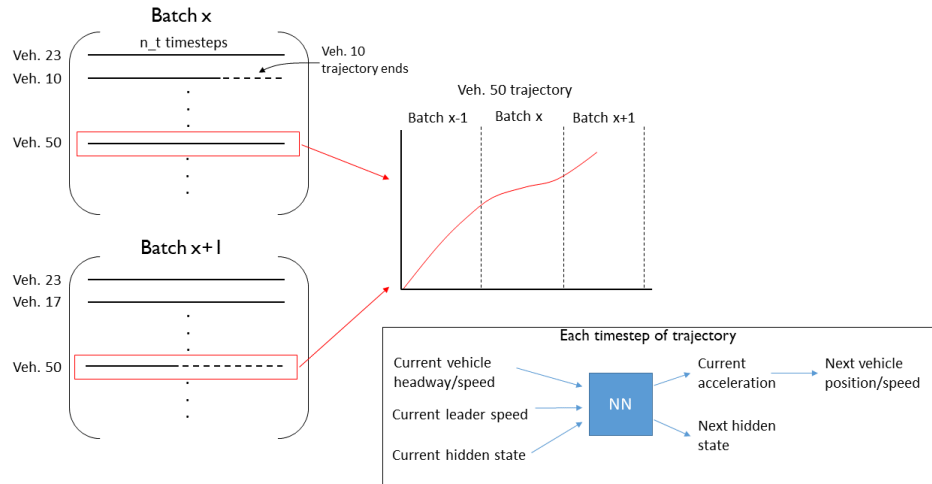 Batch x
n_t timesteps
Veh. 23
Veh. 10
Veh. 10
trajectory ends
Veh. 50
Veh. 50 trajectory
Batch x-1
Batch x
Batch x+1
Batch x+1
Veh. 23
Veh. 17
Veh. 50
Each timestep of trajectory
Current vehicle
headway/speed
Current leader speed
Current hidden state
NN
Current
acceleration
Next vehicle
position/speed
Next hidden
state